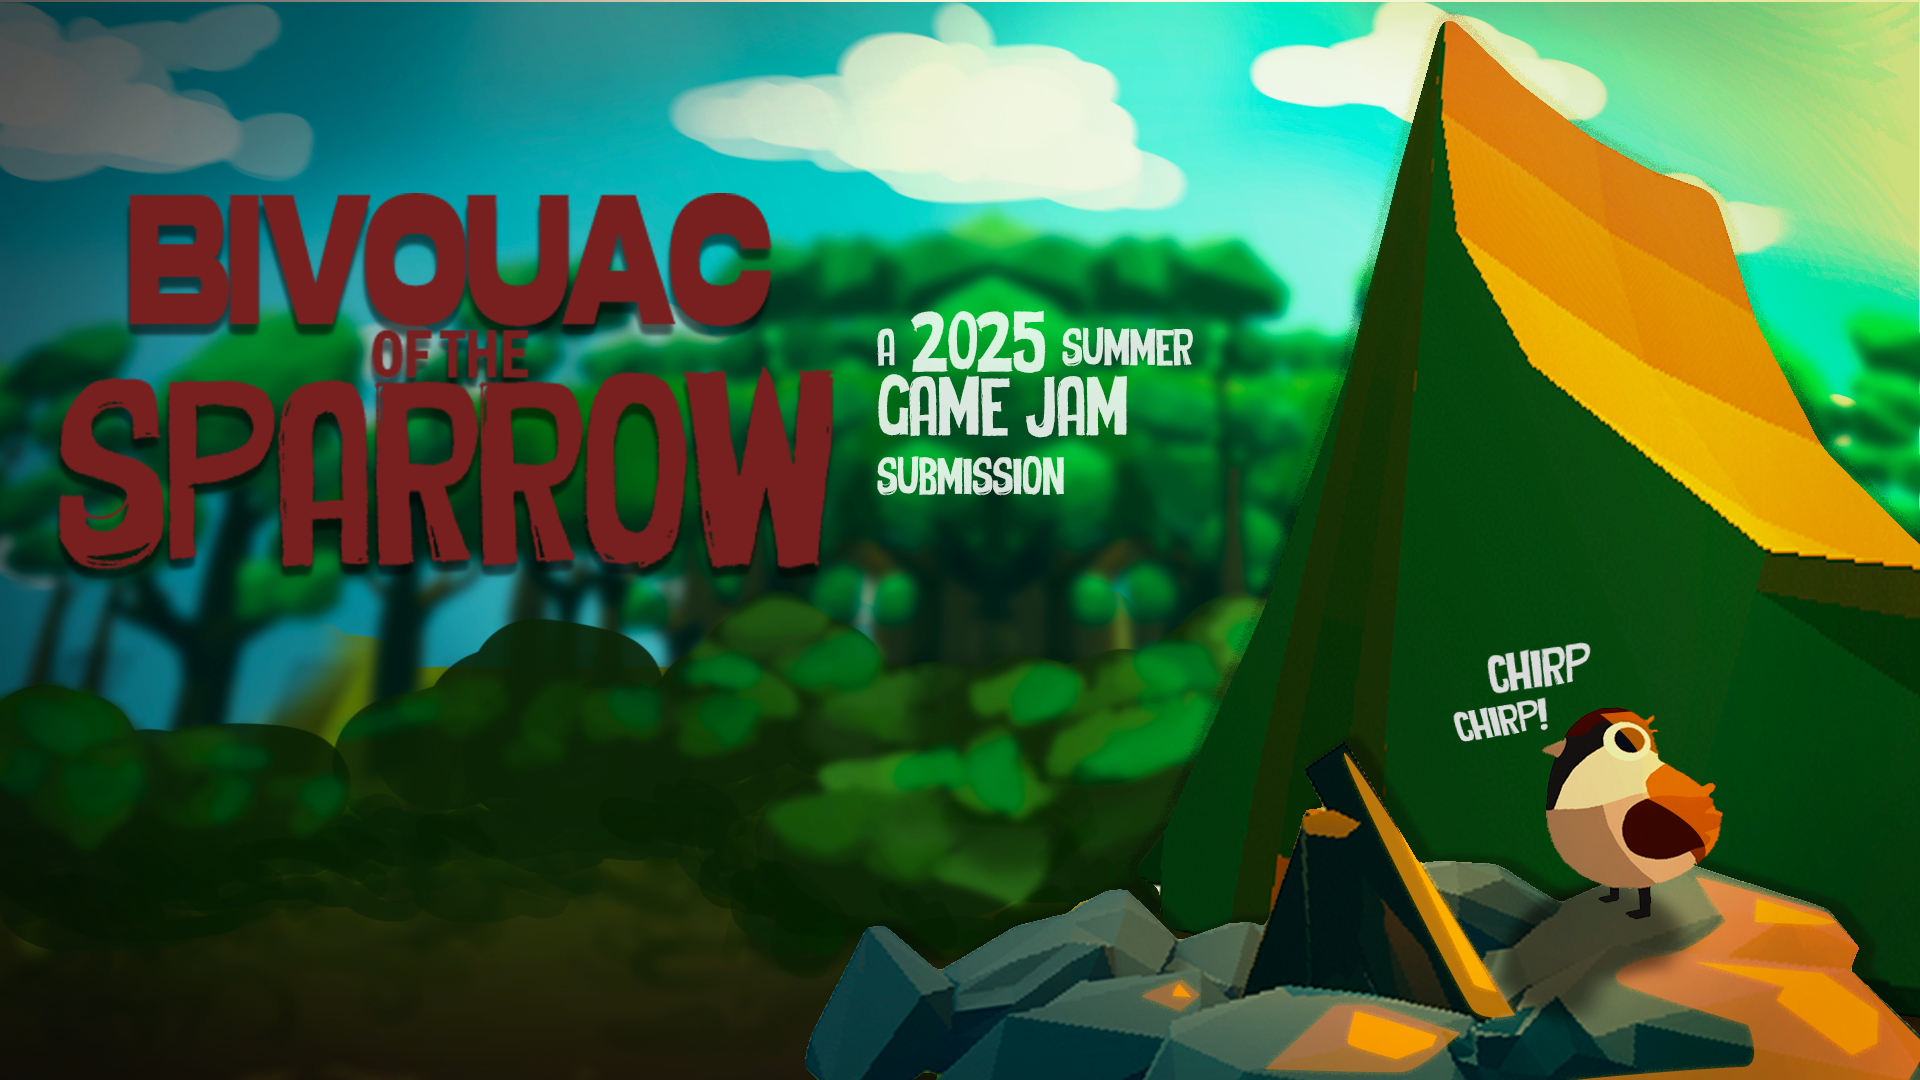 BIVOUAC
OF THE
SPARROW
A 2025 SUMMER
GAME JAM
SUBMISSION
CHIRP
CHIRP!